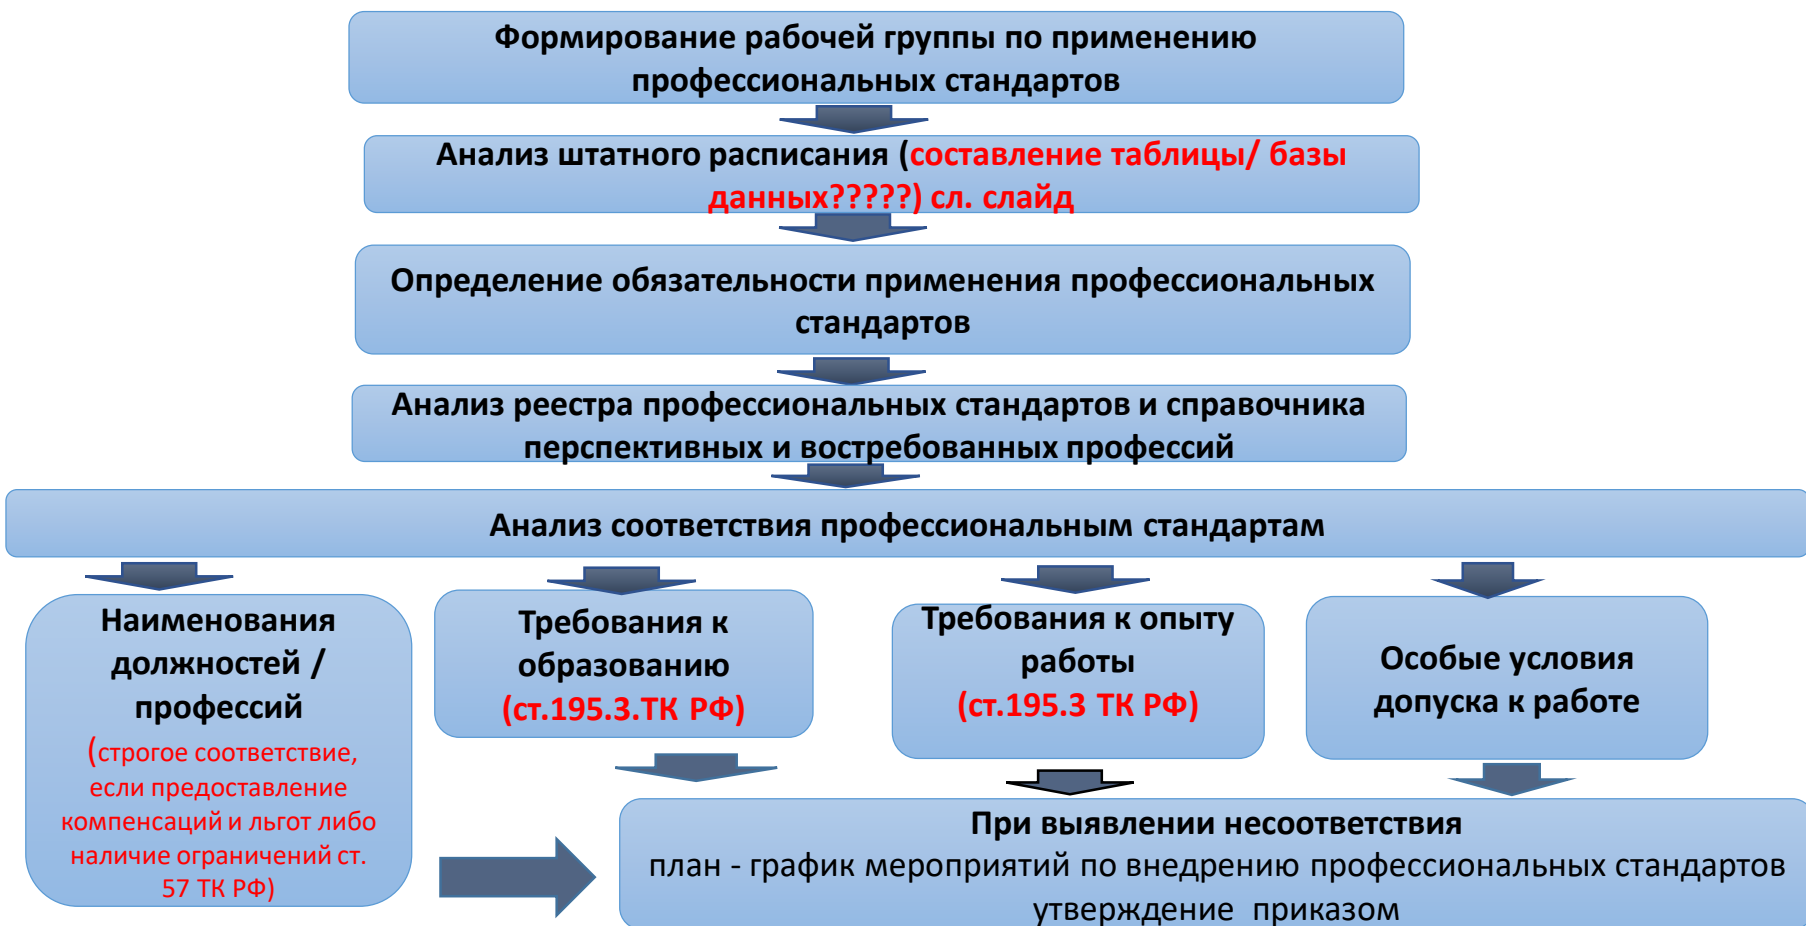 Формирование рабочей группы по применению
профессиональных стандартов
Анализ штатного расписания (составление таблицы/ базы
данных?????) сл. слайд
Определение обязательности применения профессиональных
стандартов
Анализ реестра профессиональных стандартов и справочника
перспективных и востребованных профессий
Анализ соответствия профессиональным стандартам
Наименования
должностей /
профессий
(строгое соответствие,
если предоставление
компенсаций и льгот либо
наличие ограничений ст.
57 ТК РФ)
Требования к
образованию
(ст.195.3.ТК РФ)
Требования к опыту
работы
(ст.195.3 ТК РФ)
Особые условия
допуска к работе
При выявлении несоответствия
план - график мероприятий по внедрению профессиональных стандартов
утверждение приказом